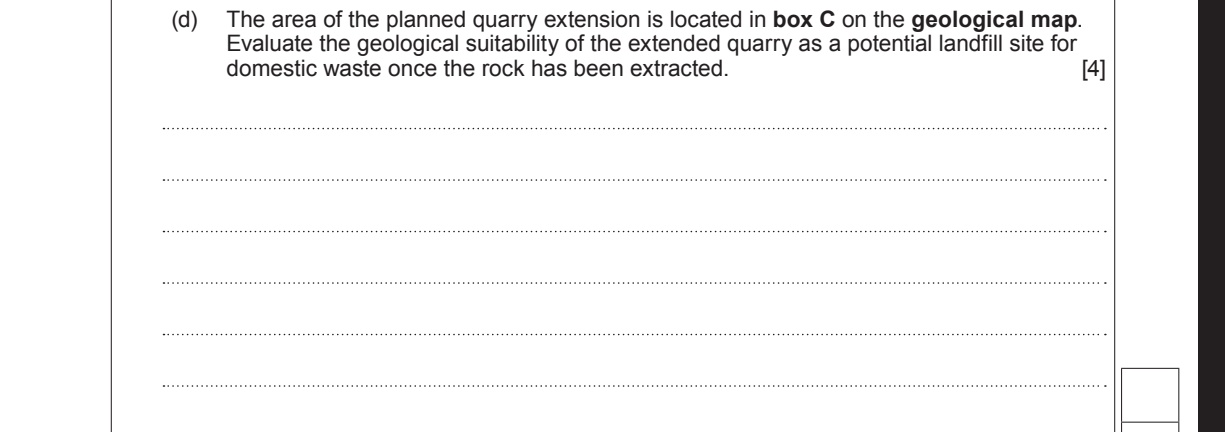 (d) The area of the planned quarry extension is located in box C on the geological map.
Evaluate the geological suitability of the extended quarry as a potential landfill site for
domestic waste once the rock has been extracted. [4]